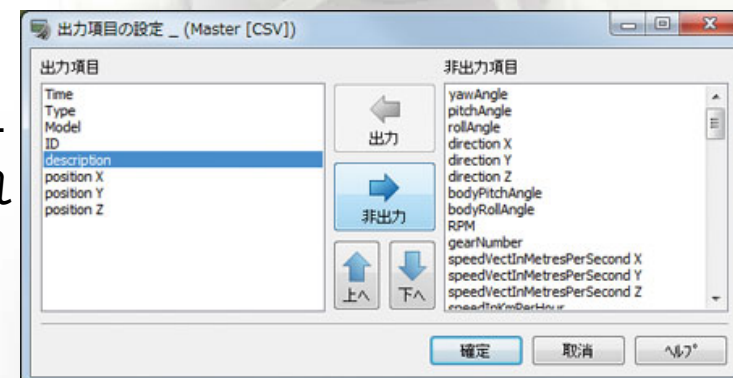 出力項目の設定 _ (Master [CSV])
出力項目
Time
Type
Model
ID
description
position X
position Y
position Z
出力
非出力
上へ
下へ
非出力項目
yawAngle
pitchAngle
rollAngle
direction X
direction Y
direction Z
bodyPitchAngle
bodyRollAngle
RPM
gearNumber
speedVectInMetresPerSecond X
speedVectInMetresPerSecond Y
speedVectInMetresPerSecond Z
speedInKmPerHour
確定
取消
ヘルプ